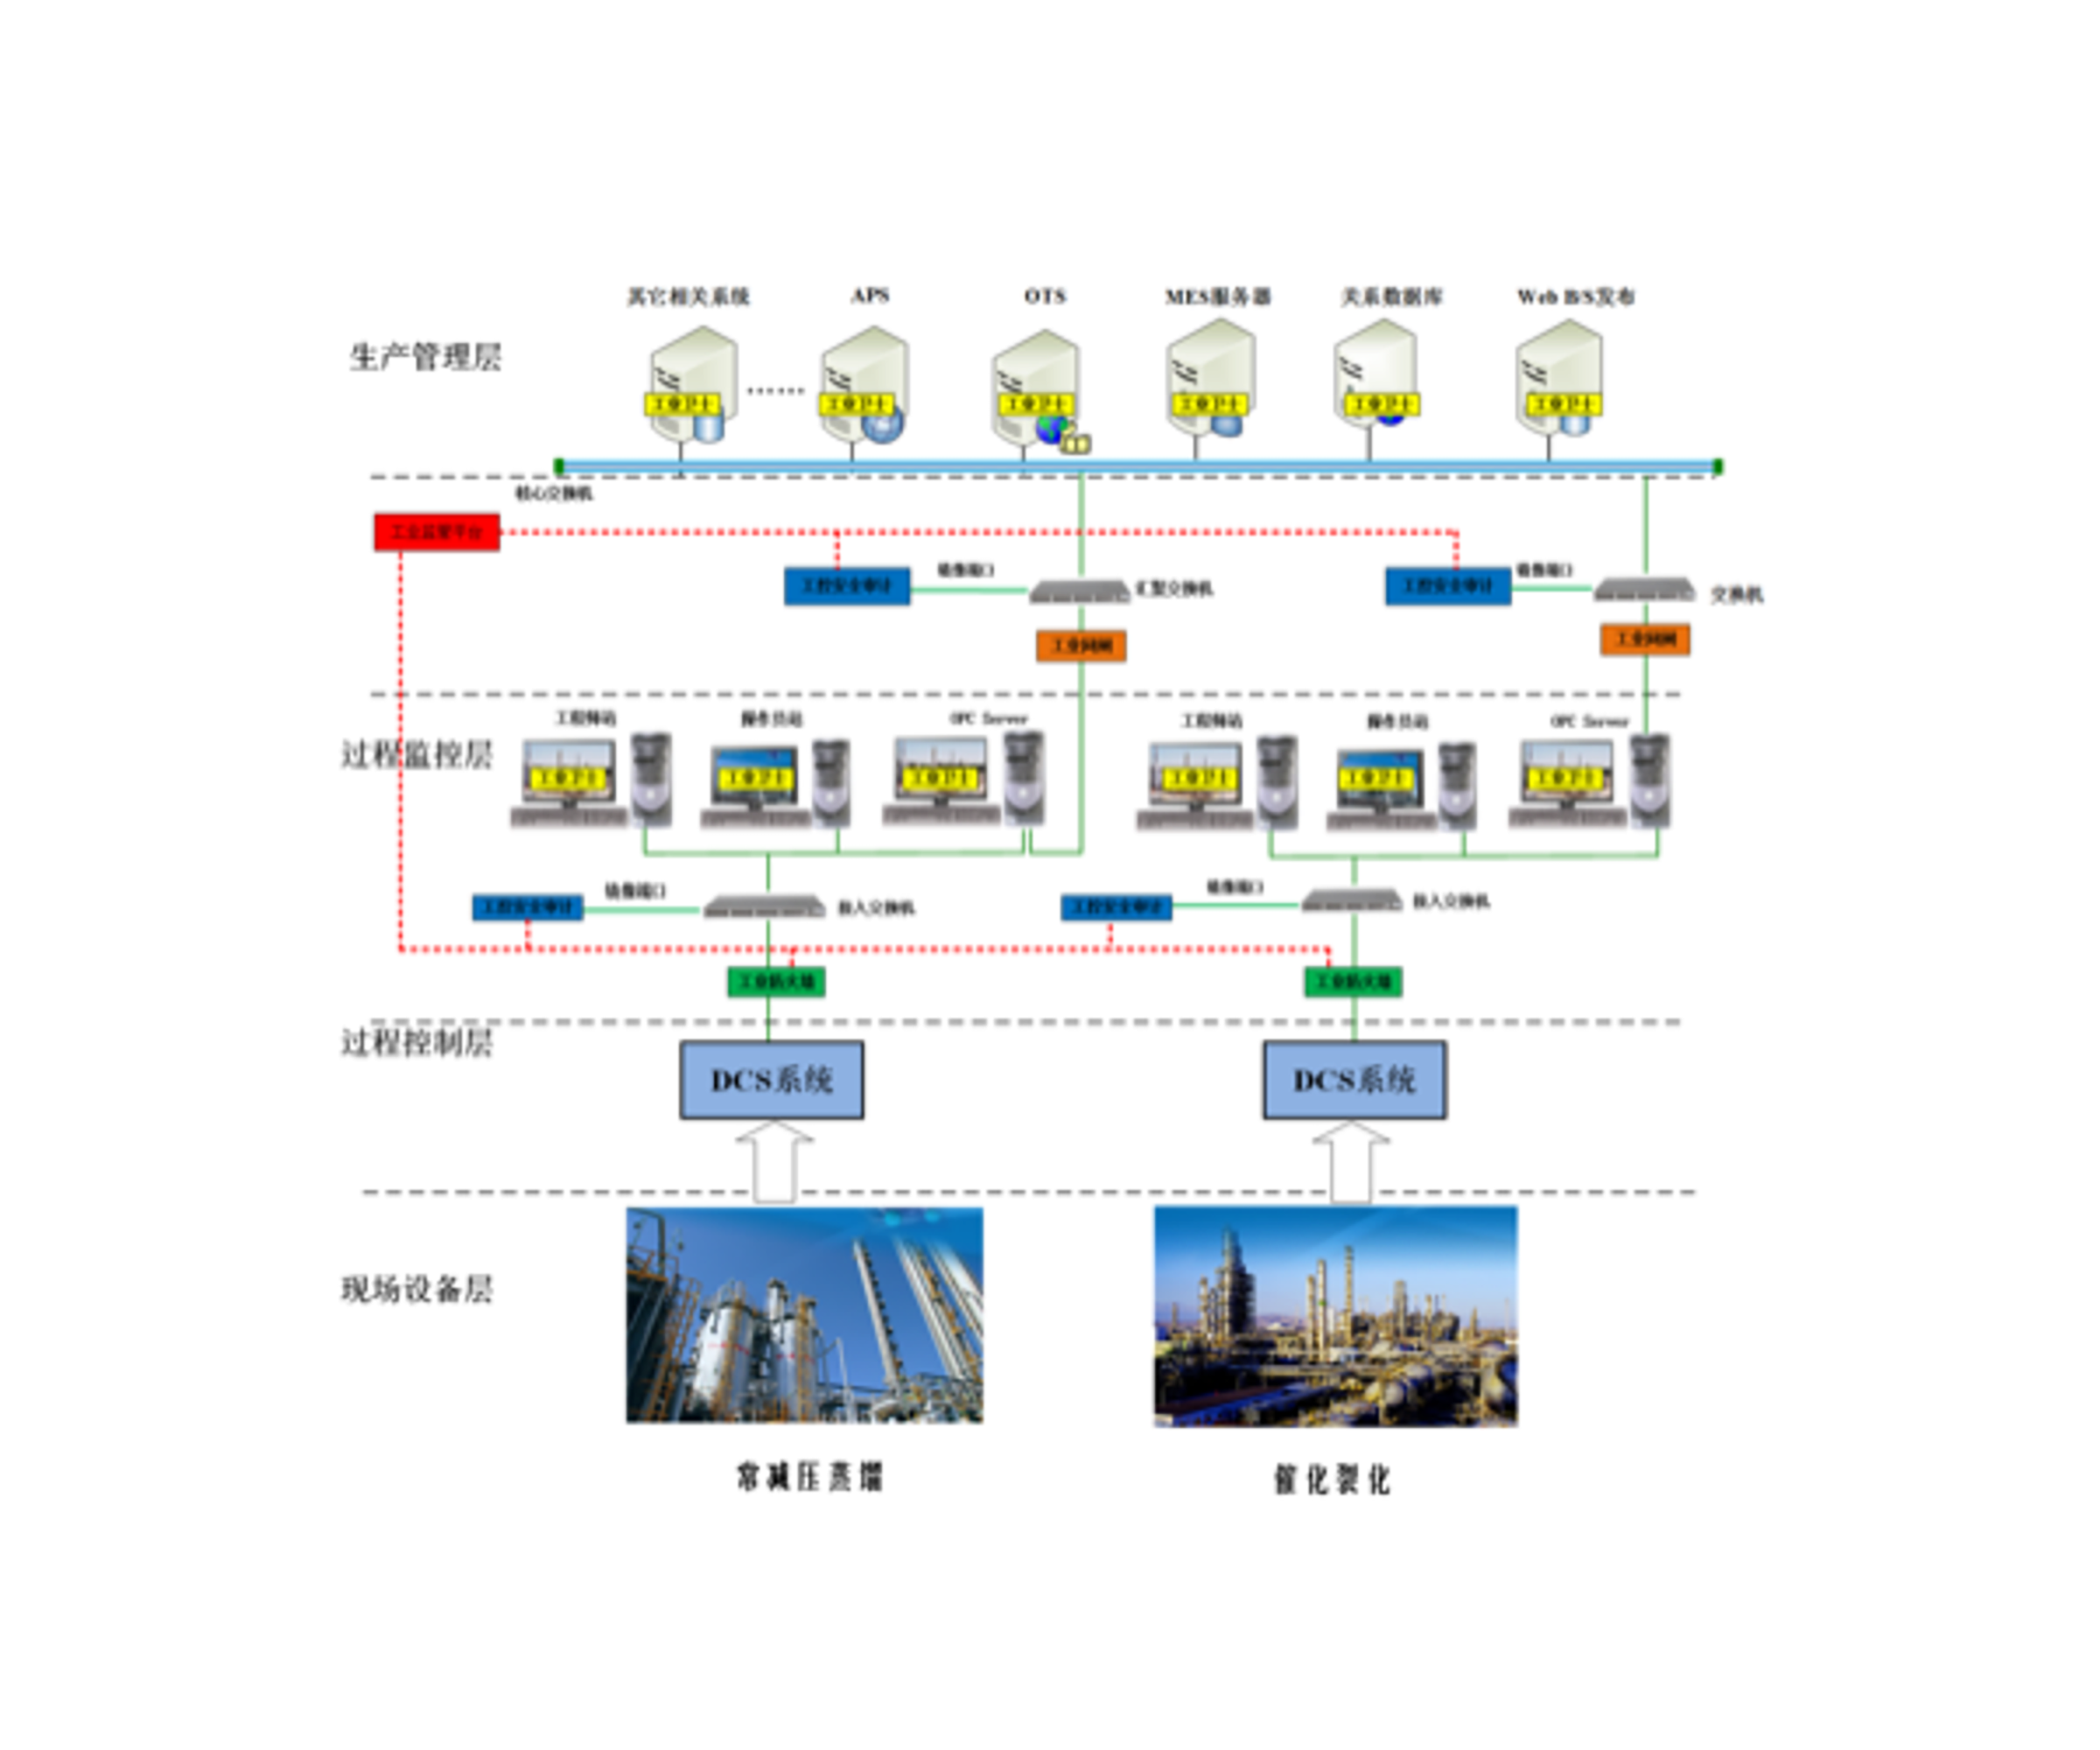 其它相关系统 APS OTS MES服务器 关系数据库 Web B/S发布
生产管理层
工业卫士 工业卫士 工业卫士 工业卫士 工业卫士 工业卫士
核心交换机
工业监管平台
工控安全审计 镜像端口 汇聚交换机 工控安全审计 镜像端口 交换机
工业网闸 工业网闸
工程师站 操作员站 OPC Server 工程师站 操作员站 OPC Server
过程监控层
工业卫士 工业卫士 工业卫士 工业卫士 工业卫士 工业卫士
工控安全审计 镜像端口 接入交换机 工控安全审计 镜像端口 接入交换机
工业防火墙 工业防火墙
过程控制层
DCS系统 DCS系统
现场设备层
常减压蒸馏 催化裂化